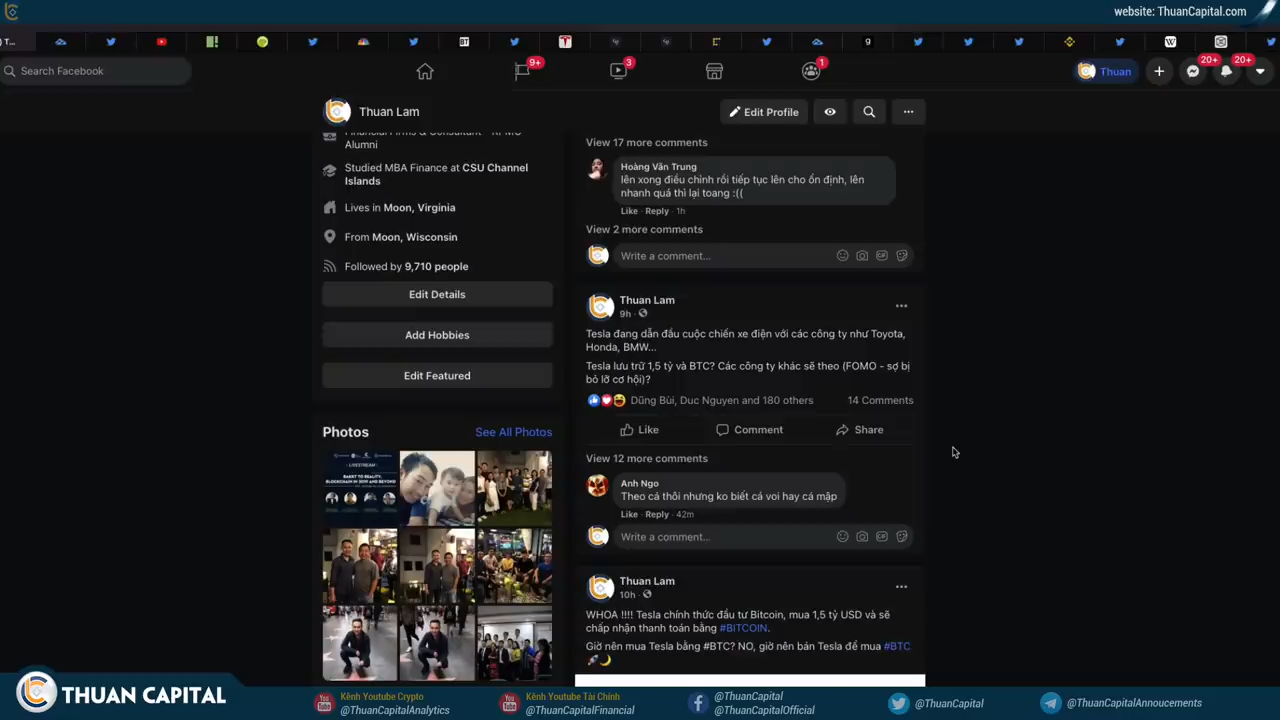 website: ThuanCapital.com
Search Facebook
9+
3
1
Thuan
20+
20+
Thuan Lam
Edit Profile
Alumni
Studied MBA Finance at CSU Channel
Islands
Lives in Moon, Virginia
From Moon, Wisconsin
Followed by 9,710 people
Edit Details
Add Hobbies
Edit Featured
Photos
See All Photos
View 17 more comments
Hoàng Văn Trung
lên xong điều chỉnh rồi tiếp tục lên cho ổn định, lên
nhanh quá thì lại toang :((
Like · Reply · 1h
View 2 more comments
Write a comment...
Thuan Lam
9h ·
Tesla đang dẫn đầu cuộc chiến xe điện với các công ty như Toyota,
Honda, BMW...
Tesla lưu trữ 1,5 tỷ và BTC? Các công ty khác sẽ theo (FOMO - sợ bị
bỏ lỡ cơ hội)?
Dũng Bùi, Duc Nguyen and 180 others
14 Comments
Like
Comment
Share
View 12 more comments
Anh Ngo
Theo cá thôi nhưng ko biết cá voi hay cá mập
Like · Reply · 42m
Write a comment...
Thuan Lam
10h ·
WHOA !!!! Tesla chính thức đầu tư Bitcoin, mua 1,5 tỷ USD và sẽ
chấp nhận thanh toán bằng #BITCOIN.
Giờ nên mua Tesla bằng #BTC? NO, giờ nên bán Tesla để mua #BTC
THUAN CAPITAL
Kênh Youtube Crypto
@ThuanCapitalAnalytics
Kênh Youtube Tài Chính
@ThuanCapitalFinancial
@ThuanCapital
@ThuanCapitalOfficial
@ThuanCapital
@ThuanCapitalAnnoucements